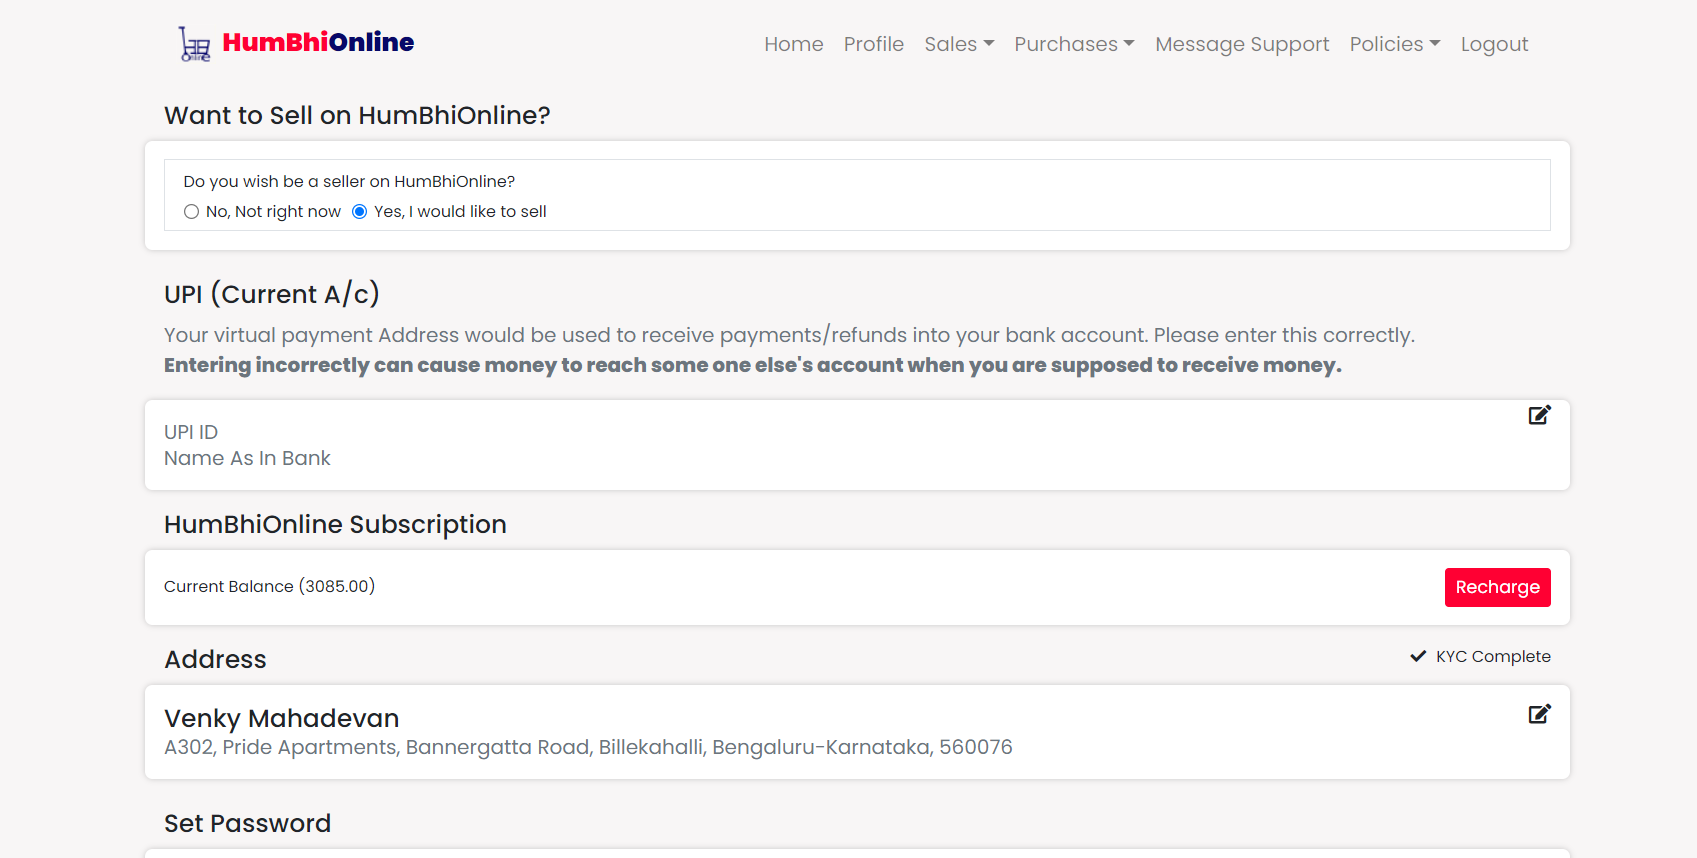 HumBhiOnline
Home Profile Sales Purchases Message Support Policies Logout
Want to Sell on HumBhiOnline?
Do you wish be a seller on HumBhiOnline?
No, Not right now Yes, I would like to sell
UPI (Current A/c)
Your virtual payment Address would be used to receive payments/refunds into your bank account. Please enter this correctly.
Entering incorrectly can cause money to reach some one else's account when you are supposed to receive money.
UPI ID
Name As In Bank
HumBhiOnline Subscription
Current Balance (3085.00)
Recharge
Address
KYC Complete
Venky Mahadevan
A302, Pride Apartments, Bannergatta Road, Billekahalli, Bengaluru-Karnataka, 560076
Set Password